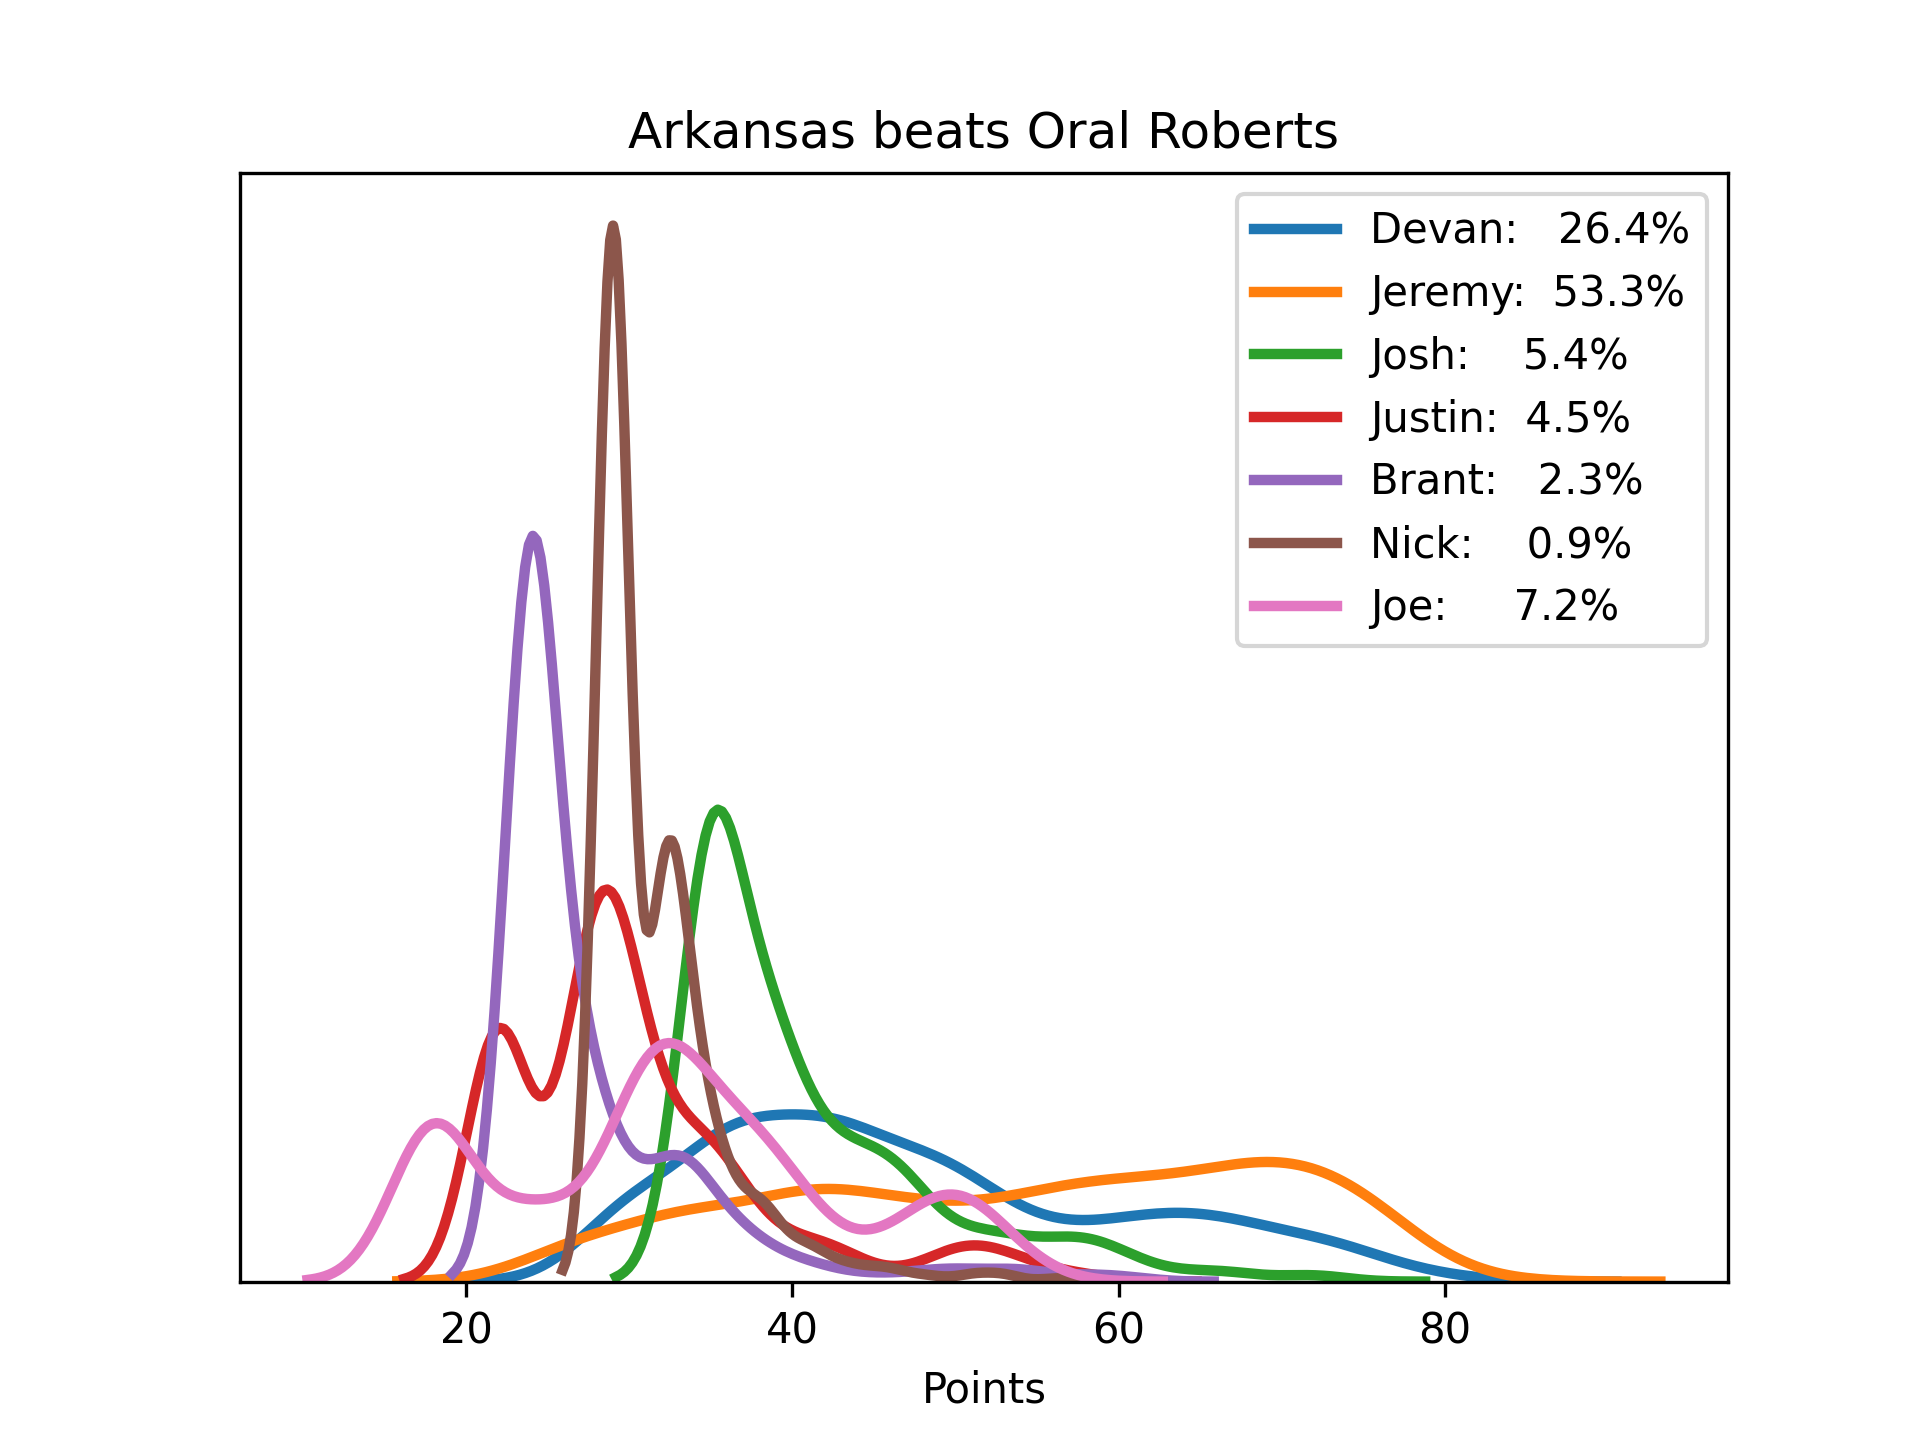 Arkansas beats Oral Roberts
Devan: 26.4%
Jeremy: 53.3%
Josh: 5.4%
Justin: 4.5%
Brant: 2.3%
Nick: 0.9%
Joe: 7.2%
20 40 60 80
Points